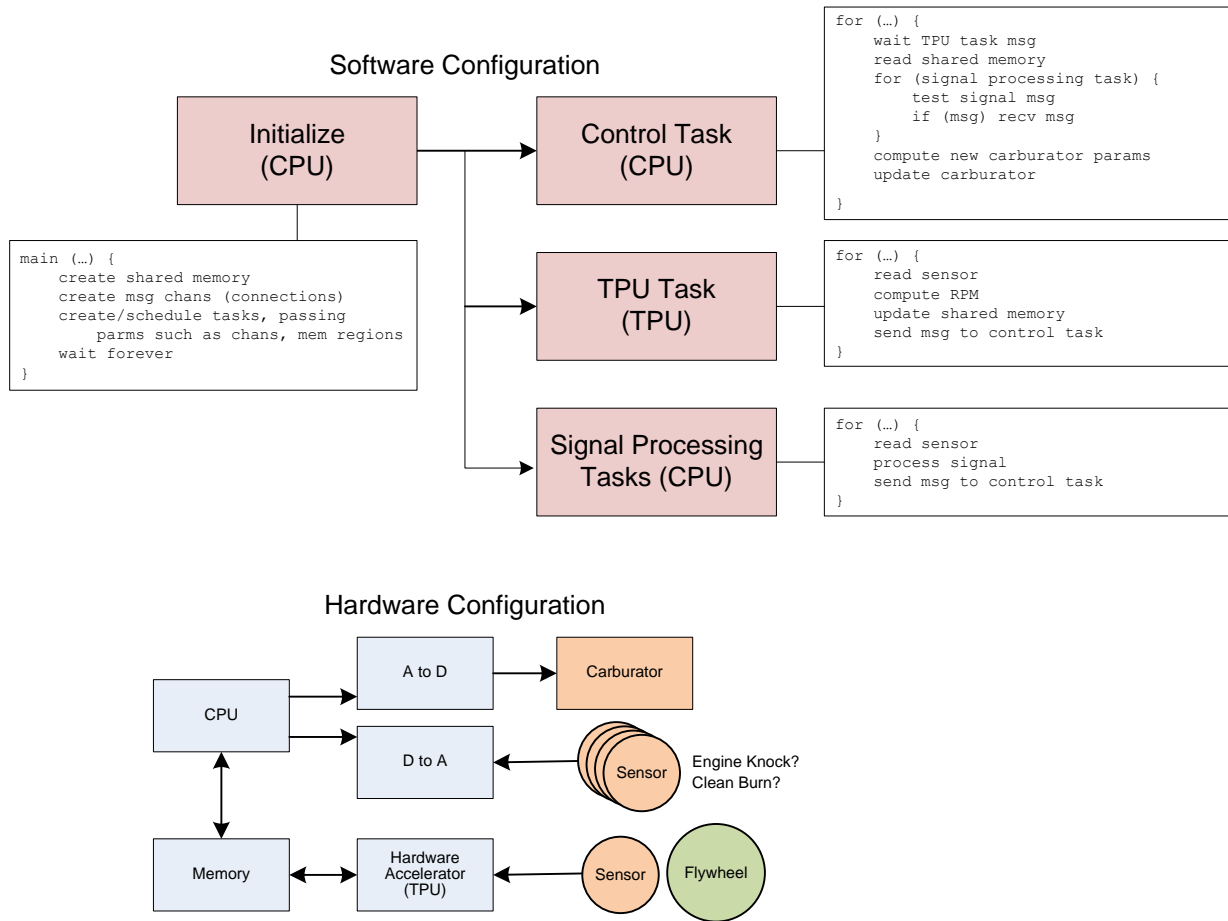 Software Configuration
Initialize
(CPU)
main (…) {
    create shared memory
    create msg chans (connections)
    create/schedule tasks, passing
        parms such as chans, mem regions
    wait forever
}
Control Task
(CPU)
for (…) {
    wait TPU task msg
    read shared memory
    for (signal processing task) {
        test signal msg
        if (msg) recv msg
    }
    compute new carburator params
    update carburator
}
TPU Task
(TPU)
for (…) {
    read sensor
    compute RPM
    update shared memory
    send msg to control task
}
Signal Processing
Tasks (CPU)
for (…) {
    read sensor
    process signal
    send msg to control task
}
Hardware Configuration
CPU
A to D
Carburator
D to A
Sensor
Engine Knock?
Clean Burn?
Memory
Hardware
Accelerator
(TPU)
Sensor
Flywheel